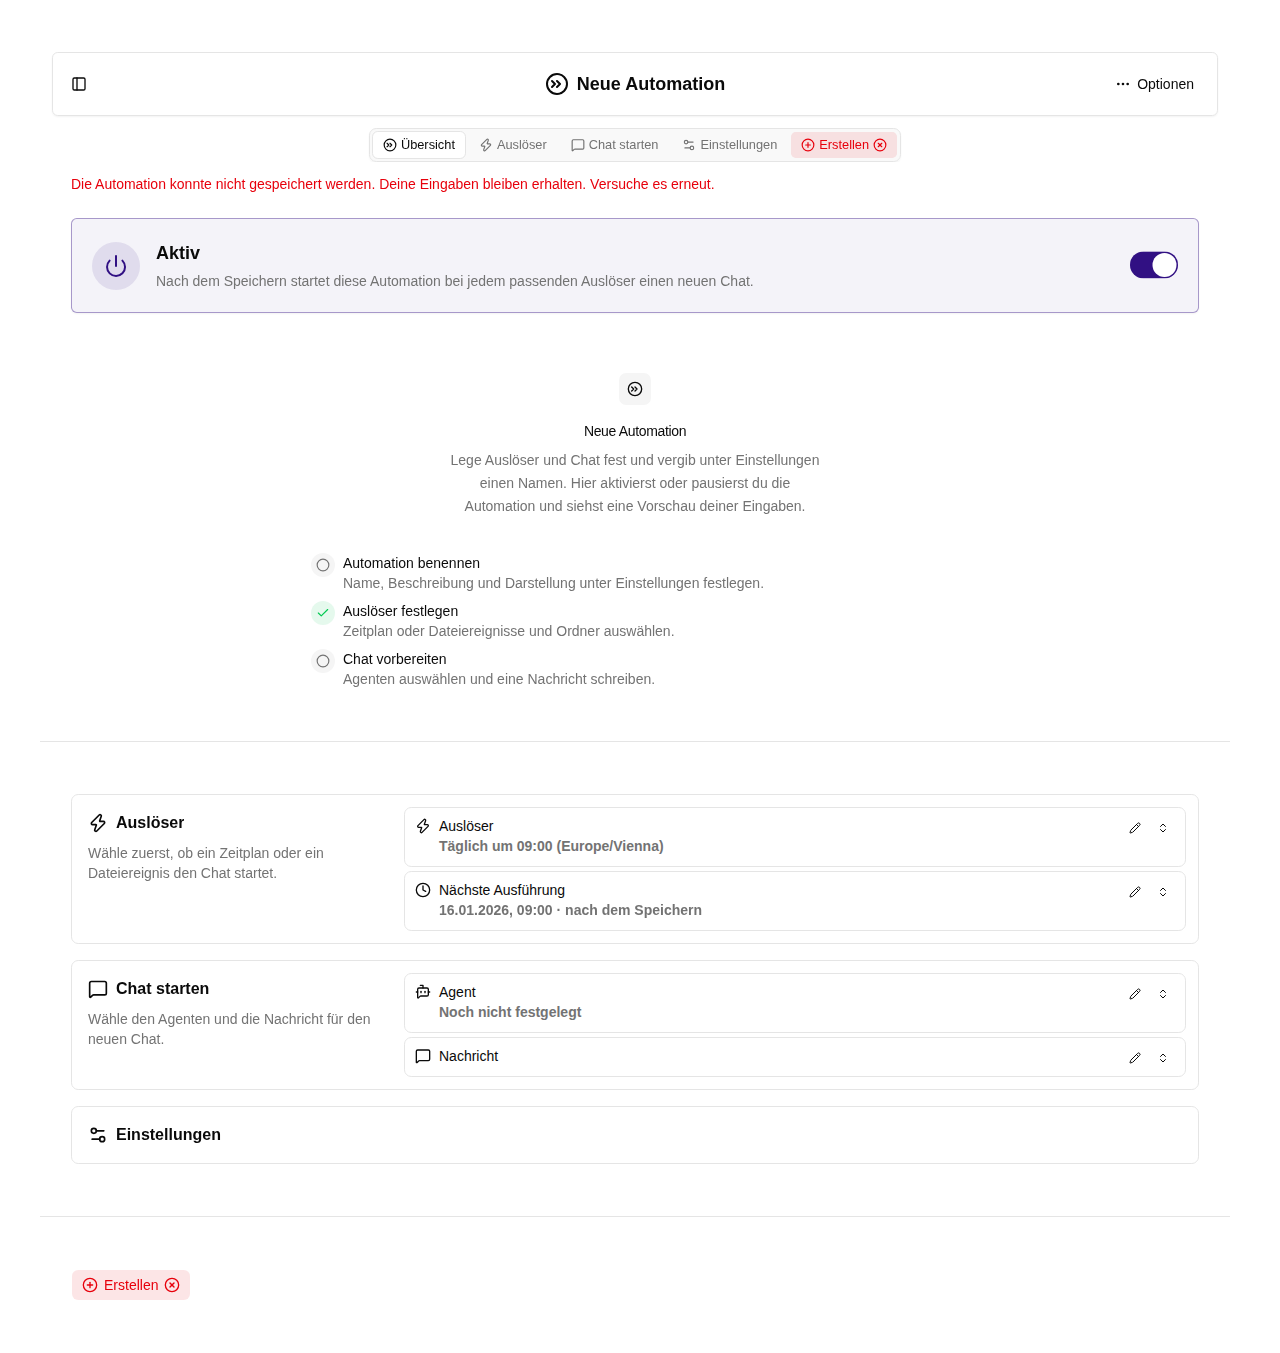 Neue Automation
Optionen
Übersicht
Auslöser
Chat starten
Einstellungen
Erstellen
Die Automation konnte nicht gespeichert werden. Deine Eingaben bleiben erhalten. Versuche es erneut.
Aktiv
Nach dem Speichern startet diese Automation bei jedem passenden Auslöser einen neuen Chat.
Neue Automation
Lege Auslöser und Chat fest und vergib unter Einstellungen
einen Namen. Hier aktivierst oder pausierst du die
Automation und siehst eine Vorschau deiner Eingaben.
Automation benennen
Name, Beschreibung und Darstellung unter Einstellungen festlegen.
Auslöser festlegen
Zeitplan oder Dateiereignisse und Ordner auswählen.
Chat vorbereiten
Agenten auswählen und eine Nachricht schreiben.
Auslöser
Wähle zuerst, ob ein Zeitplan oder ein
Dateiereignis den Chat startet.
Auslöser
Täglich um 09:00 (Europe/Vienna)
Nächste Ausführung
16.01.2026, 09:00 · nach dem Speichern
Chat starten
Wähle den Agenten und die Nachricht für den
neuen Chat.
Agent
Noch nicht festgelegt
Nachricht
Einstellungen
Erstellen